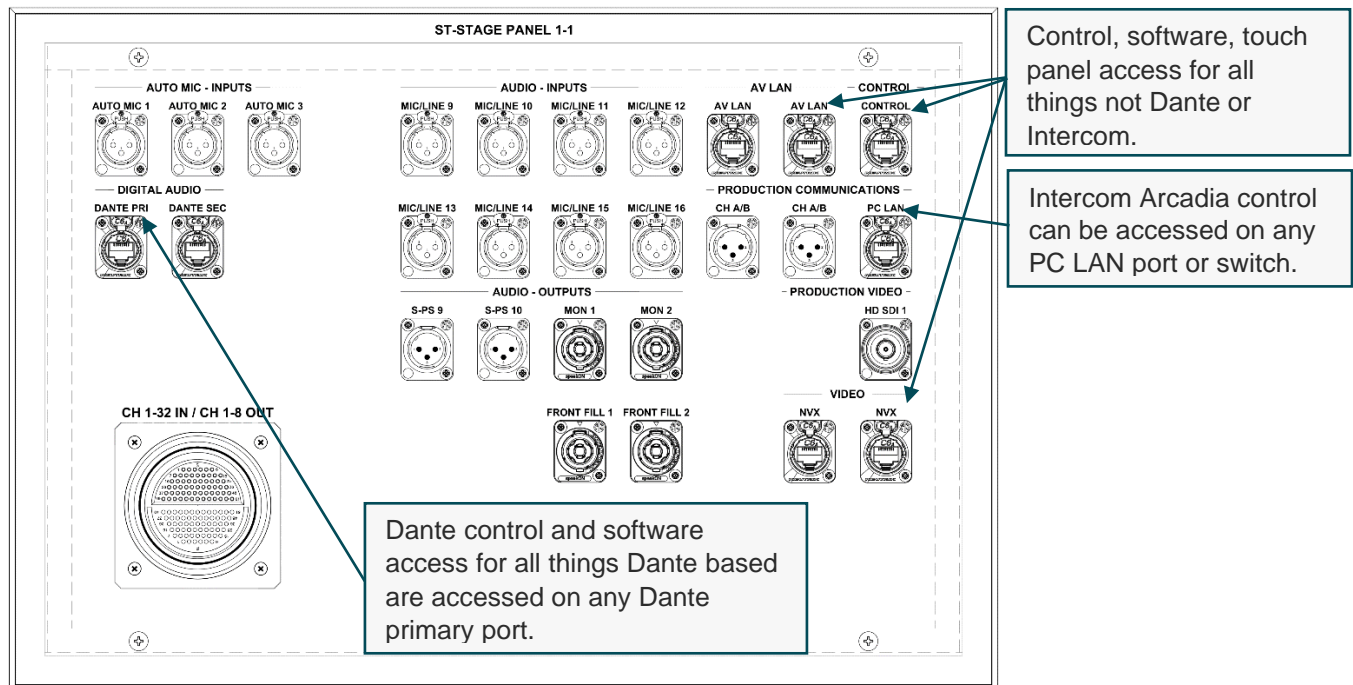 ST-STAGE PANEL 1-1
AUTO MIC - INPUTS
AUTO MIC 1 AUTO MIC 2 AUTO MIC 3
AUDIO - INPUTS
MIC/LINE 9 MIC/LINE 10 MIC/LINE 11 MIC/LINE 12
AV LAN
AV LAN AV LAN
CONTROL
CONTROL
DIGITAL AUDIO
DANTE PRI DANTE SEC
MIC/LINE 13 MIC/LINE 14 MIC/LINE 15 MIC/LINE 16
PRODUCTION COMMUNICATIONS
CH A/B CH A/B PC LAN
AUDIO - OUTPUTS
S-PS 9 S-PS 10 MON 1 MON 2
PRODUCTION VIDEO
HD SDI 1
CH 1-32 IN / CH 1-8 OUT
FRONT FILL 1 FRONT FILL 2
VIDEO
NVX NVX
Control, software, touch
panel access for all
things not Dante or
Intercom.
Intercom Arcadia control
can be accessed on any
PC LAN port or switch.
Dante control and software
access for all things Dante based
are accessed on any Dante
primary port.